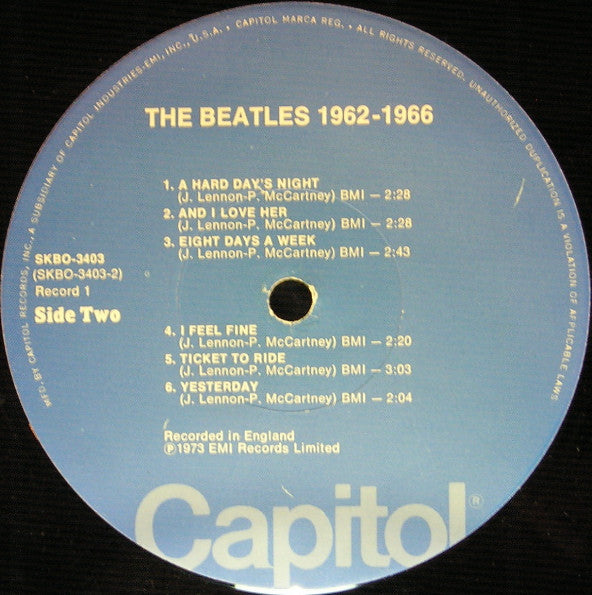 MFD. BY CAPITOL RECORDS, INC., A SUBSIDIARY OF CAPITOL INDUSTRIES-EMI, INC., U.S.A. • CAPITOL MARCA REG. • ALL RIGHTS RESERVED. UNAUTHORIZED DUPLICATION IS A VIOLATION OF APPLICABLE LAWS
THE BEATLES 1962-1966
1. A HARD DAY'S NIGHT
(J. Lennon-P. McCartney) BMI — 2:28
2. AND I LOVE HER
(J. Lennon-P. McCartney) BMI — 2:28
3. EIGHT DAYS A WEEK
(J. Lennon-P. McCartney) BMI — 2:43
SKBO-3403
(SKBO-3403-2)
Record 1
Side Two
4. I FEEL FINE
(J. Lennon-P. McCartney) BMI — 2:20
5. TICKET TO RIDE
(J. Lennon-P. McCartney) BMI — 3:03
6. YESTERDAY
(J. Lennon-P. McCartney) BMI — 2:04
Recorded in England
℗1973 EMI Records Limited
Capitol®